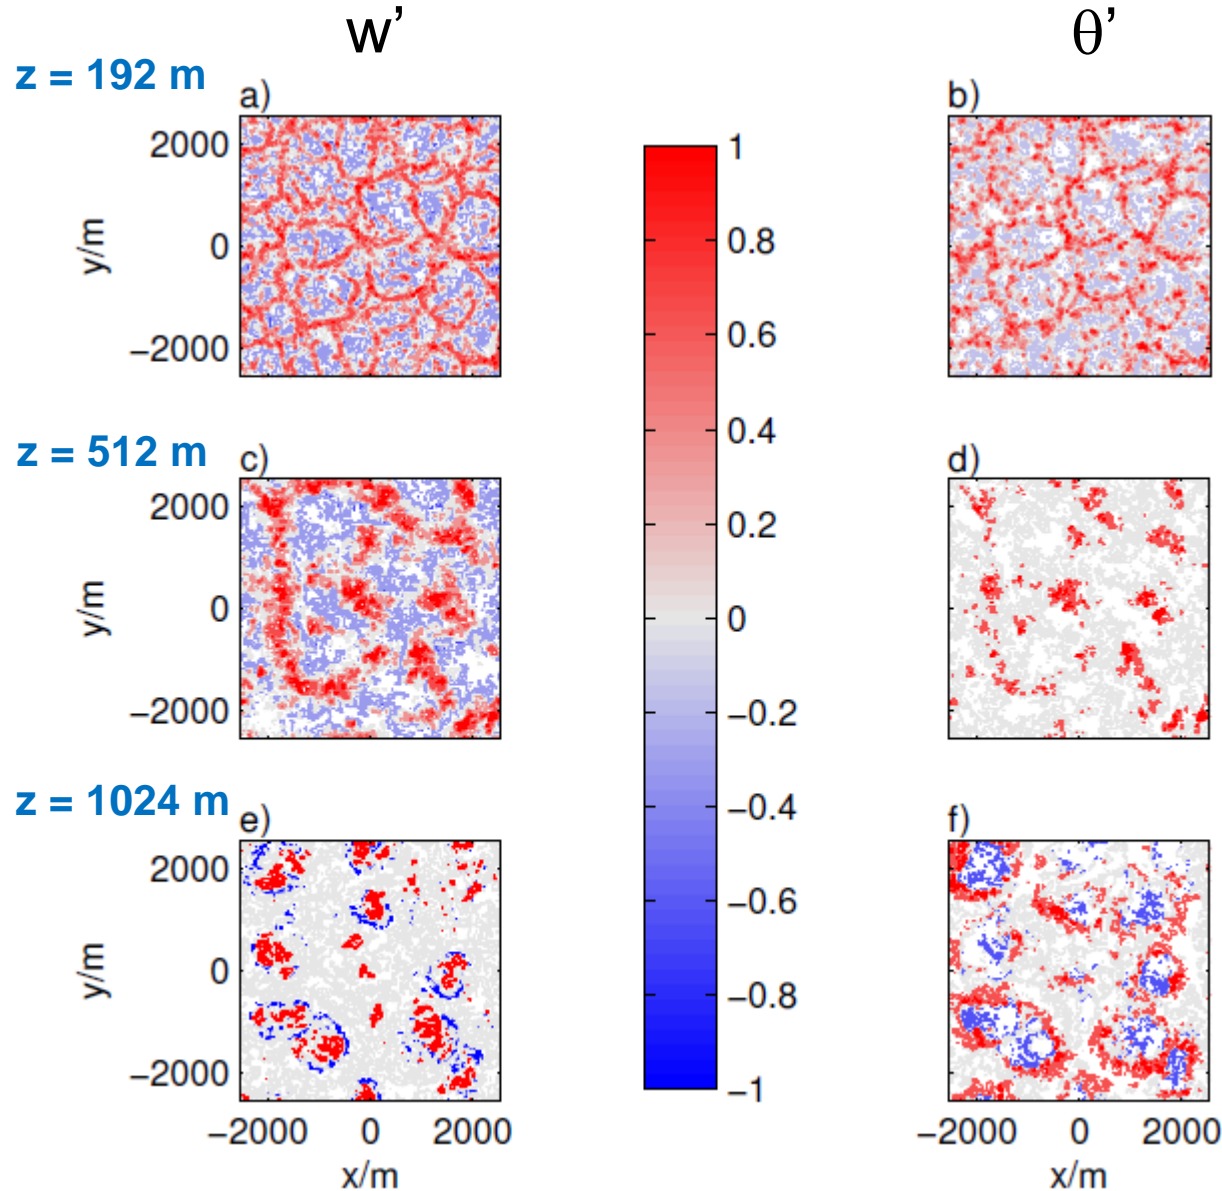 w’ θ’
z = 192 m
a) b)
2000
0
−2000
y/m
1
0.8
0.6
0.4
0.2
0
−0.2
−0.4
−0.6
−0.8
−1
z = 512 m
c) d)
2000
0
−2000
y/m
z = 1024 m
e) f)
2000
0
−2000
y/m
−2000 0 2000 −2000 0 2000
x/m x/m